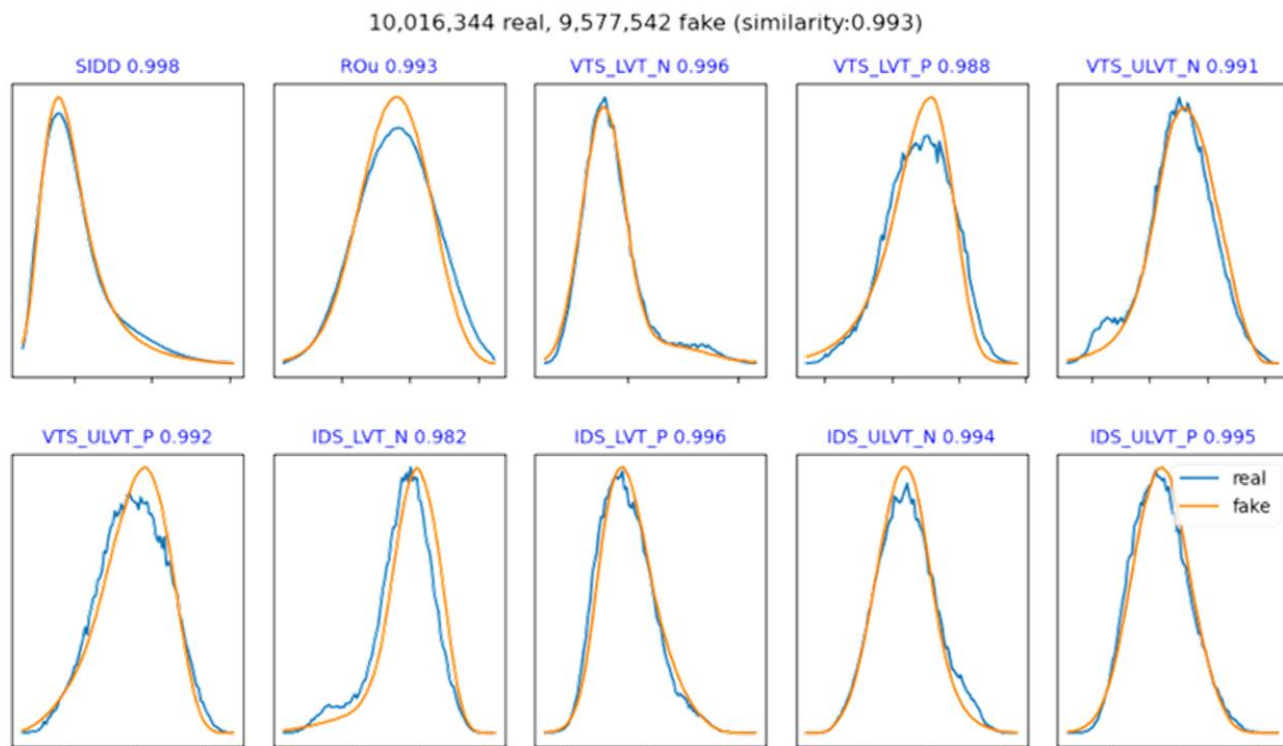 10,016,344 real, 9,577,542 fake (similarity:0.993)
SIDD 0.998
ROu 0.993
VTS_LVT_N 0.996
VTS_LVT_P 0.988
VTS_ULVT_N 0.991
VTS_ULVT_P 0.992
IDS_LVT_N 0.982
IDS_LVT_P 0.996
IDS_ULVT_N 0.994
IDS_ULVT_P 0.995
real
fake